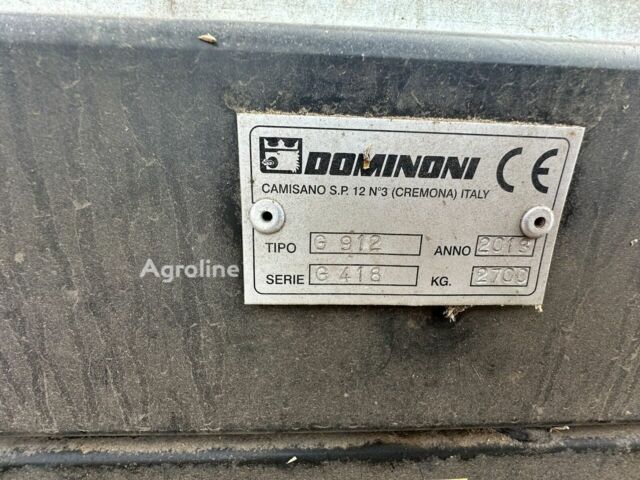 DOMINONI CE
CAMISANO S.P. 12 N°3 (CREMONA) ITALY
TIPO G 912 ANNO 2013
SERIE G 418 KG. 2700
Agroline